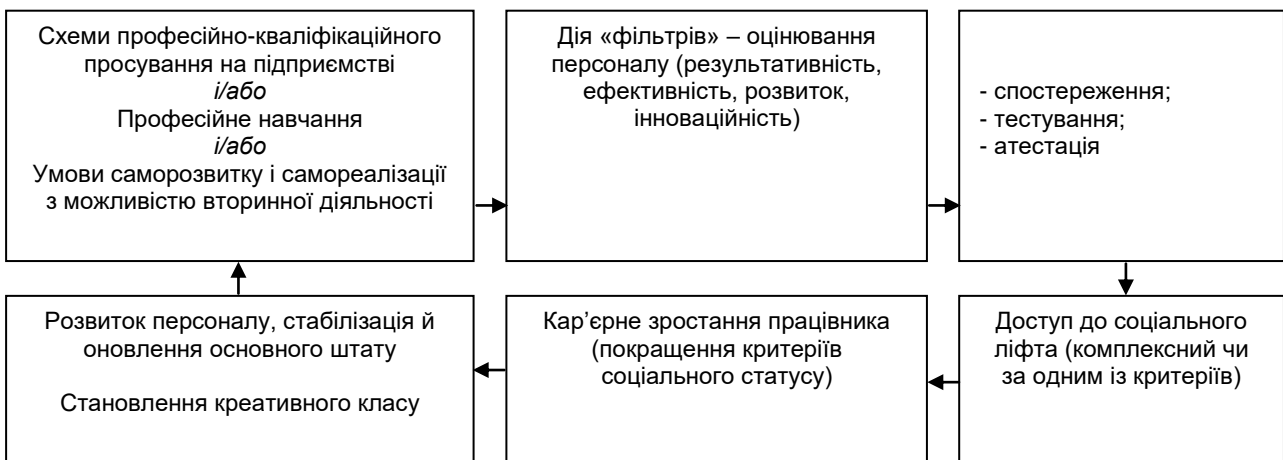 Схеми професійно-кваліфікаційного
просування на підприємстві
і/або
Професійне навчання
і/або
Умови саморозвитку і самореалізації
з можливістю вторинної діяльності
Дія «фільтрів» – оцінювання
персоналу (результативність,
ефективність, розвиток,
інноваційність)
- спостереження;
- тестування;
- атестація
Розвиток персоналу, стабілізація й
оновлення основного штату
Становлення креативного класу
Кар’єрне зростання працівника
(покращення критеріїв
соціального статусу)
Доступ до соціального
ліфта (комплексний чи
за одним із критеріїв)